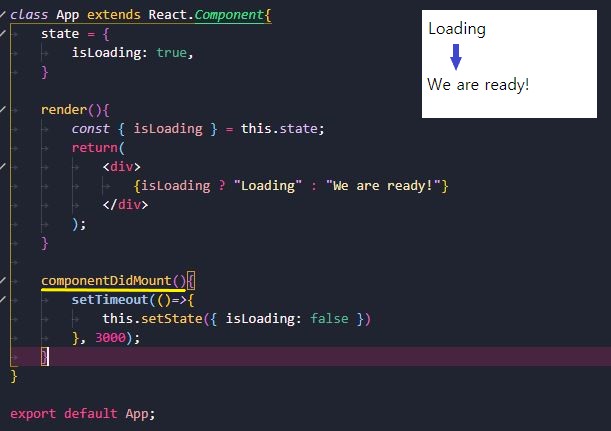 class App extends React.Component{
state = {
isLoading: true,
}
render(){
const { isLoading } = this.state;
return(
<div>
{isLoading ? "Loading" : "We are ready!"}
</div>
);
}
componentDidMount(){
setTimeout(()=>{
this.setState({ isLoading: false })
}, 3000);
}
}
export default App;
Loading
We are ready!